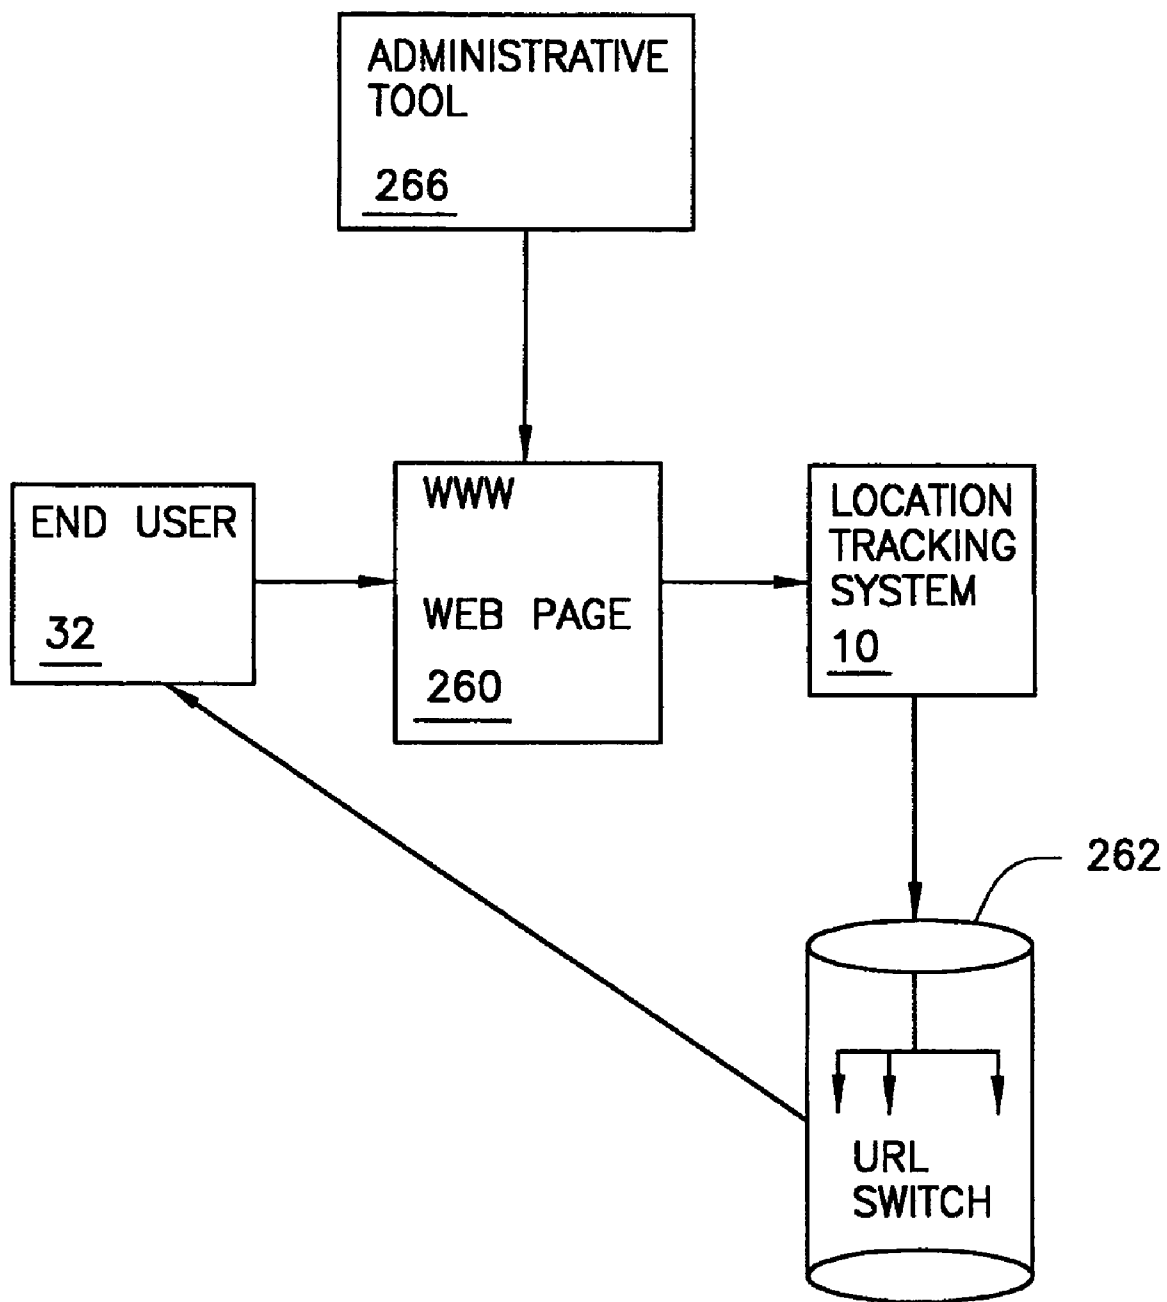 ADMINISTRATIVE
TOOL
266
WWW
WEB PAGE
260
END USER
32
LOCATION
TRACKING
SYSTEM
10
262
URL
SWITCH